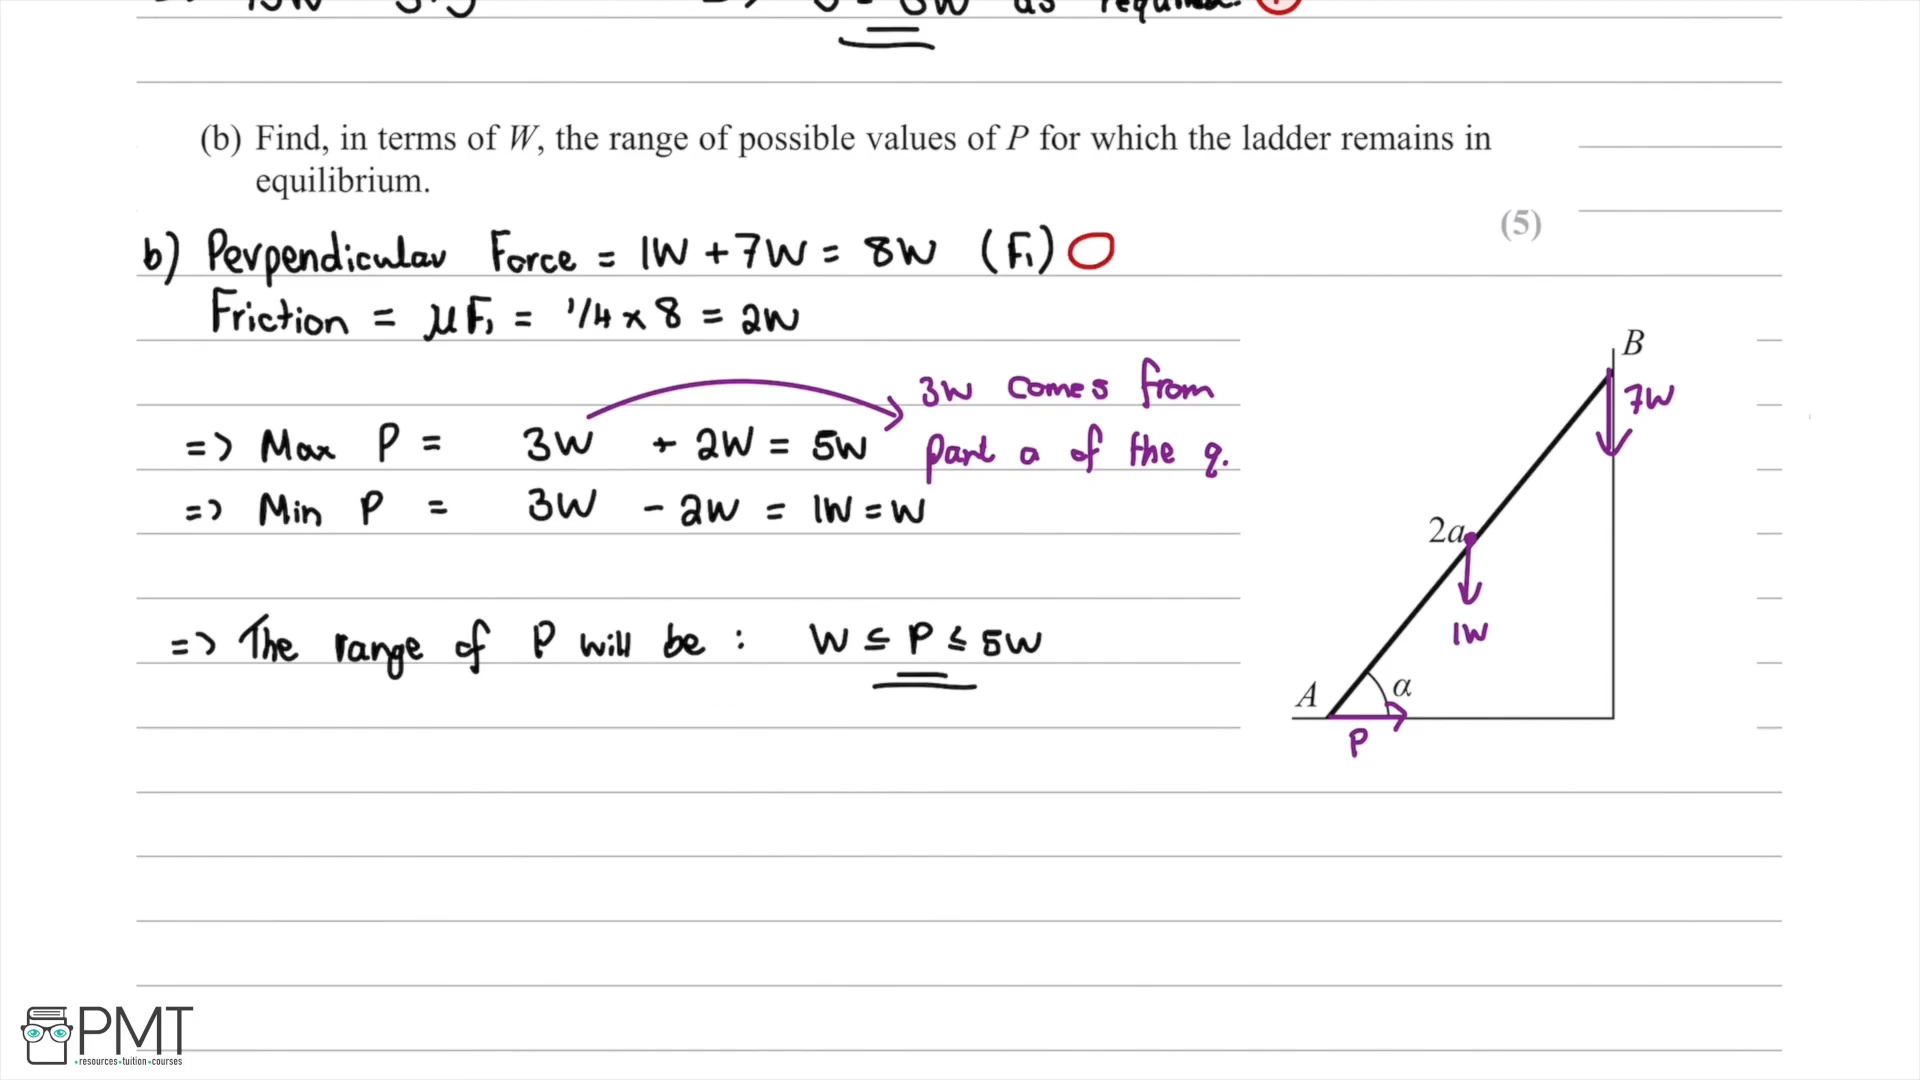 as required.
(b) Find, in terms of W, the range of possible values of P for which the ladder remains in
equilibrium.
(5)
b) Perpendicular Force = 1W + 7W = 8W (F₁)
Friction = μF₁ = 1/4 × 8 = 2W
3W comes from
part a of the q.
=> Max P = 3W + 2W = 5W
=> Min P = 3W - 2W = 1W = W
=> The range of P will be : W ≤ P ≤ 5W
B
7W
2a
1W
A
α
P
PMT
•resources•tuition•courses